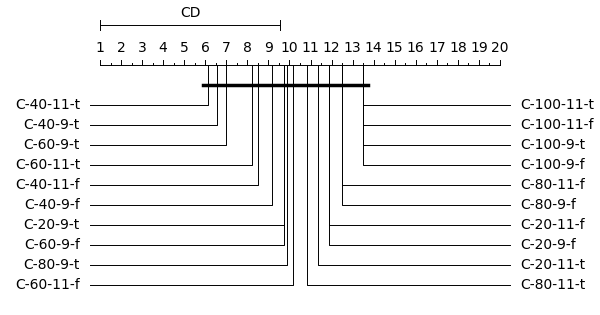 CD
1 2 3 4 5 6 7 8 9 10 11 12 13 14 15 16 17 18 19 20
C-40-11-t C-100-11-t
C-40-9-t C-100-11-f
C-60-9-t C-100-9-t
C-60-11-t C-100-9-f
C-40-11-f C-80-11-f
C-40-9-f C-80-9-f
C-20-9-t C-20-11-f
C-60-9-f C-20-9-f
C-80-9-t C-20-11-t
C-60-11-f C-80-11-t